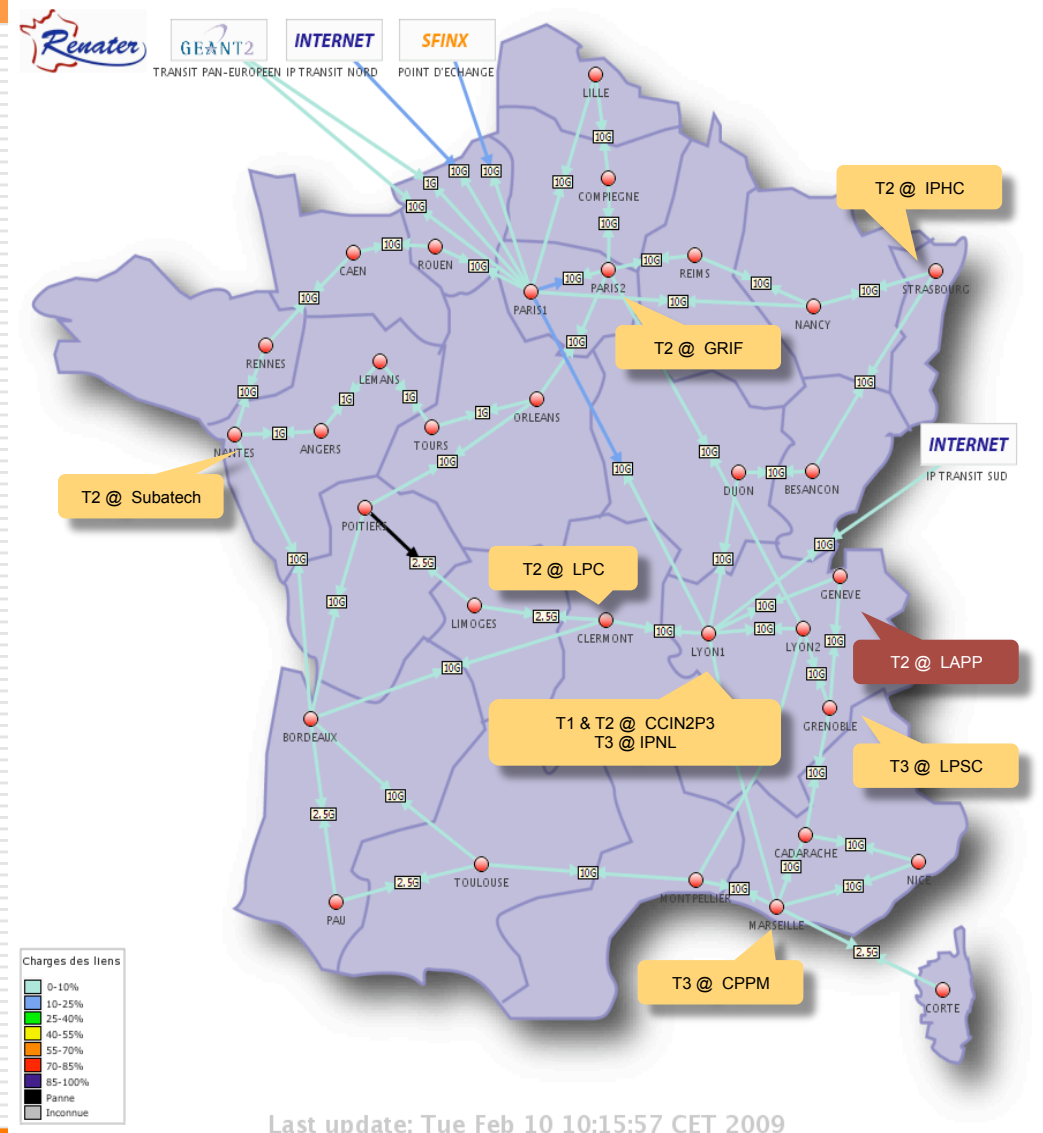 Renater
GEANT2
INTERNET
SFINX
TRANSIT PAN-EUROPEEN
IP TRANSIT NORD
POINT D'ECHANGE
LILLE
10G
10G
10G
1G
10G
10G
COMPIEGNE
T2 @ IPHC
10G
10G
10G
CAEN
ROUEN
10G
10G
PARIS2
10G
REIMS
10G
10G
STRASBOURG
PARIS1
10G
10G
NANCY
RENNES
10G
T2 @ GRIF
LEMANS
10G
10G
1G
1G
ORLEANS
1G
1G
NANTES
ANGERS
TOURS
10G
10G
10G
INTERNET
IP TRANSIT SUD
T2 @ Subatech
DIJON
10G
BESANCON
POITIERS
10G
10G
10G
2.5G
T2 @ LPC
GENEVE
10G
10G
LIMOGES
2.5G
CLERMONT
10G
LYON1
10G
LYON2
10G
T2 @ LAPP
10G
10G
BORDEAUX
T1 & T2 @ CCIN2P3
T3 @ IPNL
GRENOBLE
T3 @ LPSC
10G
10G
2.5G
CADARACHE
10G
10G
TOULOUSE
2.5G
10G
MONTPELLIER
10G
10G
NICE
PAU
MARSEILLE
2.5G
T3 @ CPPM
CORTE
Charges des liens
0-10%
10-25%
25-40%
40-55%
55-70%
70-85%
85-100%
Panne
Inconnue
Last update: Tue Feb 10 10:15:57 CET 2009